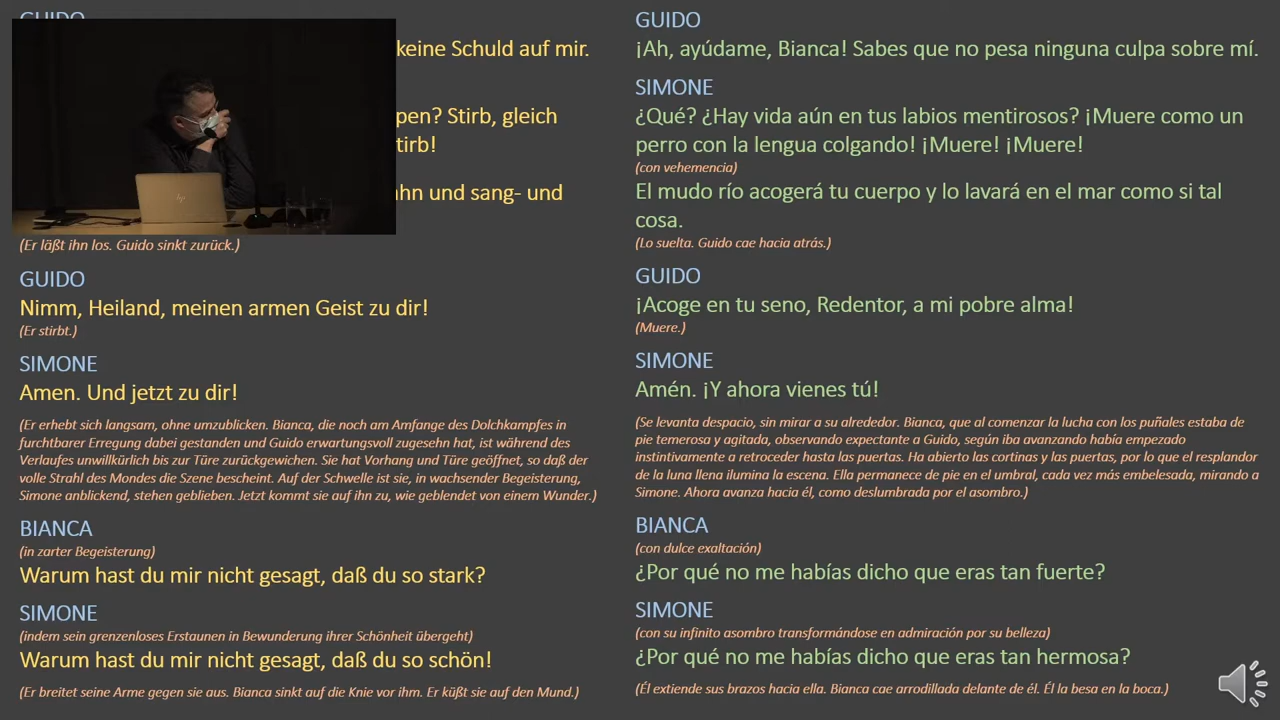 GUIDO
keine Schuld auf mir.
pen? Stirb, gleich
tirb!
ahn und sang- und
(Er läßt ihn los. Guido sinkt zurück.)
GUIDO
Nimm, Heiland, meinen armen Geist zu dir!
(Er stirbt.)
SIMONE
Amen. Und jetzt zu dir!
(Er erhebt sich langsam, ohne umzublicken. Bianca, die noch am Amfange des Dolchkampfes in
furchtbarer Erregung dabei gestanden und Guido erwartungsvoll zugesehn hat, ist während des
Verlaufes unwillkürlich bis zur Türe zurückgewichen. Sie hat Vorhang und Türe geöffnet, so daß der
volle Strahl des Mondes die Szene bescheint. Auf der Schwelle ist sie, in wachsender Begeisterung,
Simone anblickend, stehen geblieben. Jetzt kommt sie auf ihn zu, wie geblendet von einem Wunder.)
BIANCA
(in zarter Begeisterung)
Warum hast du mir nicht gesagt, daß du so stark?
SIMONE
(indem sein grenzenloses Erstaunen in Bewunderung ihrer Schönheit übergeht)
Warum hast du mir nicht gesagt, daß du so schön!
(Er breitet seine Arme gegen sie aus. Bianca sinkt auf die Knie vor ihm. Er küßt sie auf den Mund.)
GUIDO
¡Ah, ayúdame, Bianca! Sabes que no pesa ninguna culpa sobre mí.
SIMONE
¿Qué? ¿Hay vida aún en tus labios mentirosos? ¡Muere como un
perro con la lengua colgando! ¡Muere! ¡Muere!
(con vehemencia)
El mudo río acogerá tu cuerpo y lo lavará en el mar como si tal
cosa.
(Lo suelta. Guido cae hacia atrás.)
GUIDO
¡Acoge en tu seno, Redentor, a mi pobre alma!
(Muere.)
SIMONE
Amén. ¡Y ahora vienes tú!
(Se levanta despacio, sin mirar a su alrededor. Bianca, que al comenzar la lucha con los puñales estaba de
pie temerosa y agitada, observando expectante a Guido, según iba avanzando había empezado
instintivamente a retroceder hasta las puertas. Ha abierto las cortinas y las puertas, por lo que el resplandor
de la luna llena ilumina la escena. Ella permanece de pie en el umbral, cada vez más embelesada, mirando a
Simone. Ahora avanza hacia él, como deslumbrada por el asombro.)
BIANCA
(con dulce exaltación)
¿Por qué no me habías dicho que eras tan fuerte?
SIMONE
(con su infinito asombro transformándose en admiración por su belleza)
¿Por qué no me habías dicho que eras tan hermosa?
(Él extiende sus brazos hacia ella. Bianca cae arrodillada delante de él. Él la besa en la boca.)